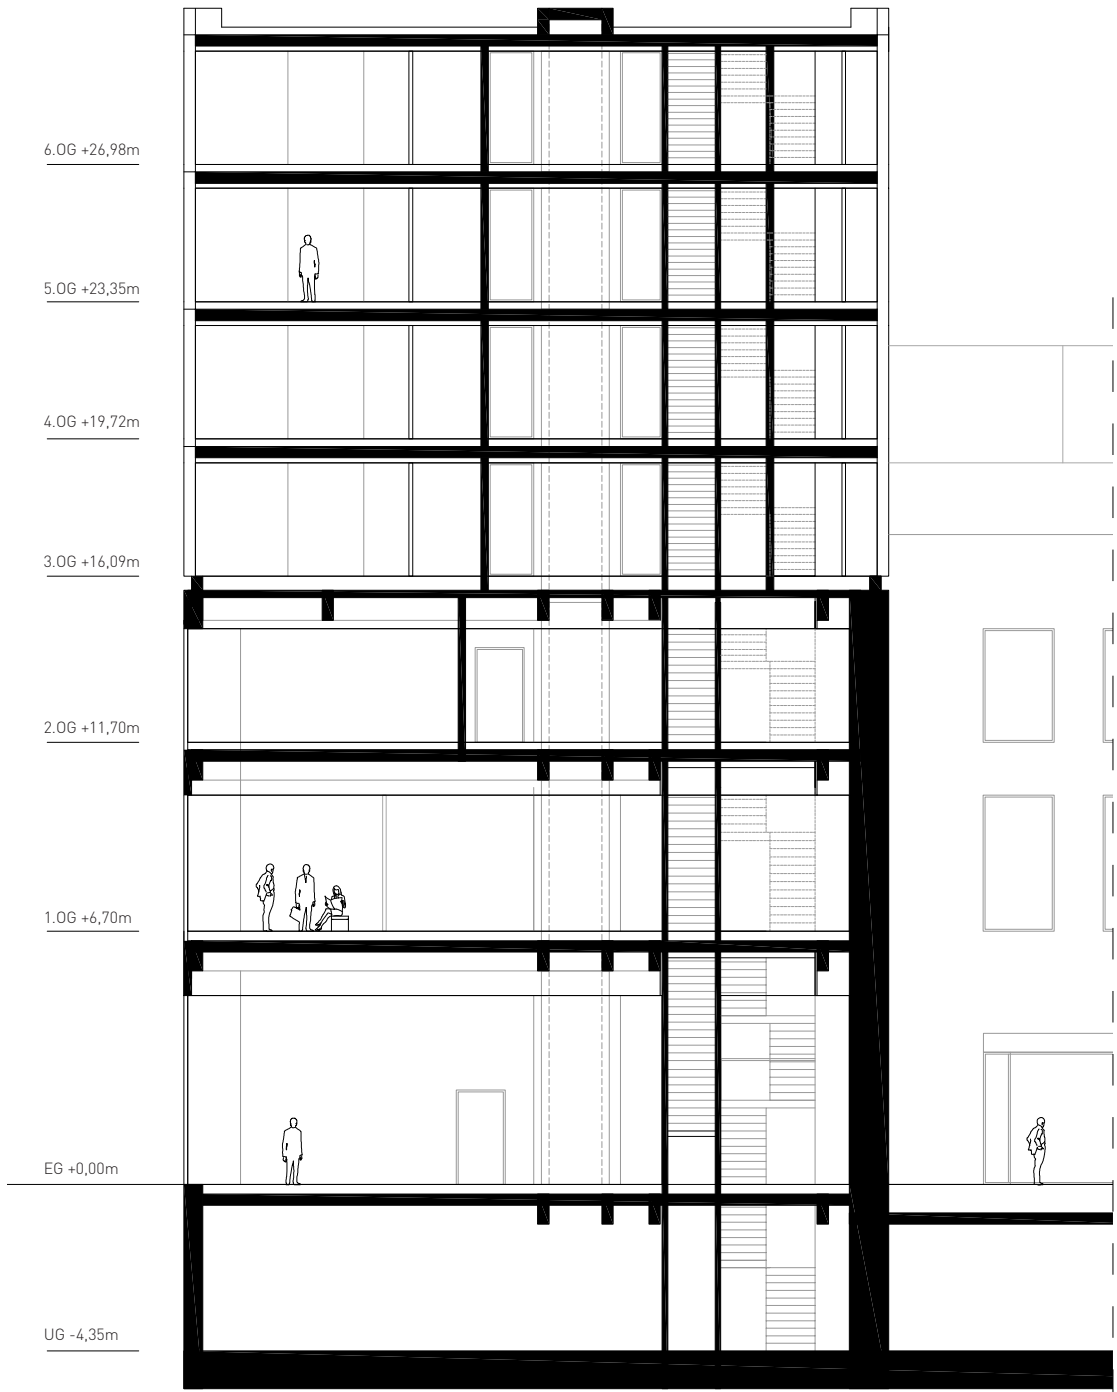 6.OG +26,98m
5.OG +23,35m
4.OG +19,72m
3.OG +16,09m
2.OG +11,70m
1.OG +6,70m
EG +0,00m
UG -4,35m